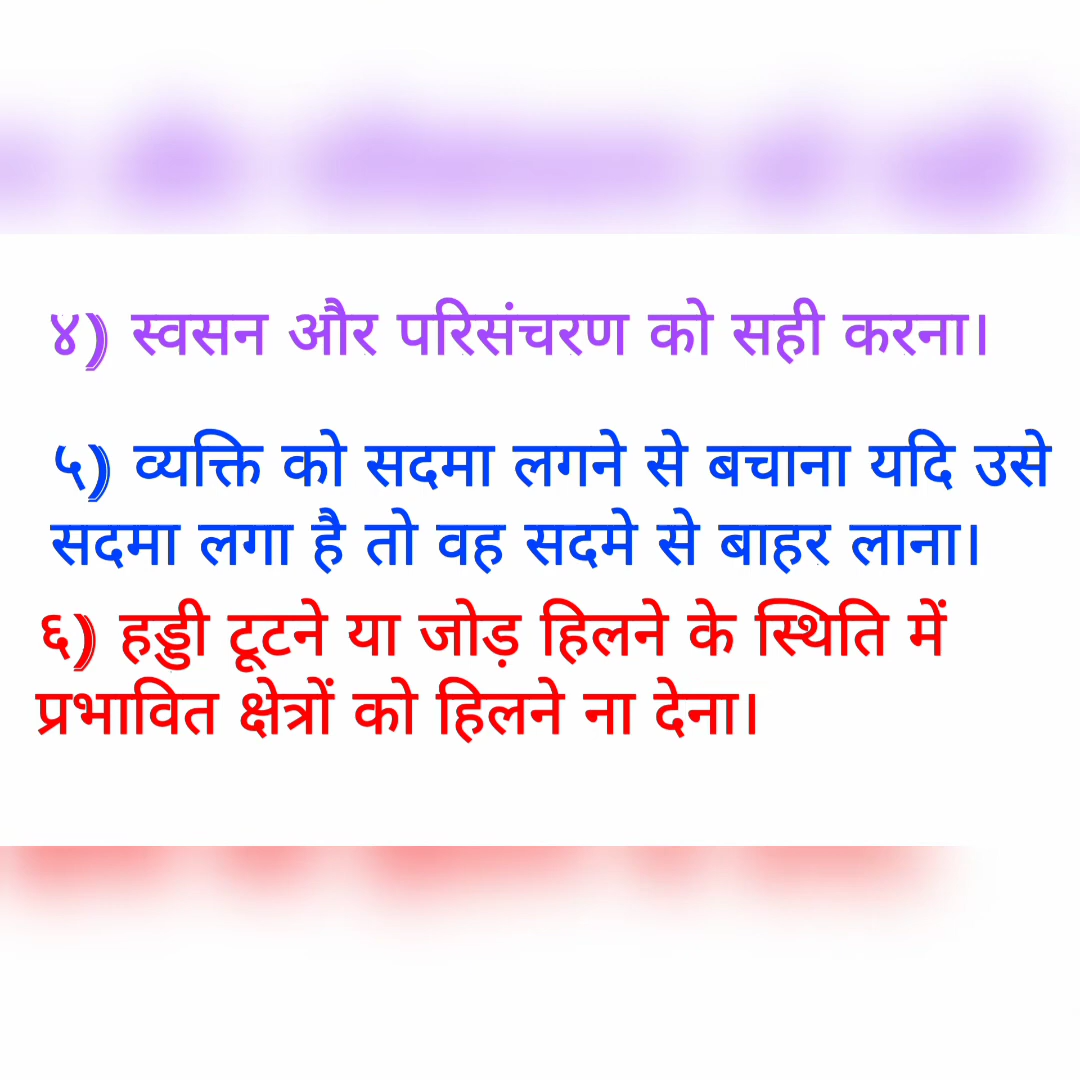 ४) स्वसन और परिसंचरण को सही करना।
५) व्यक्ति को सदमा लगने से बचाना यदि उसे
सदमा लगा है तो वह सदमे से बाहर लाना।
६) हड्डी टूटने या जोड़ हिलने के स्थिति में
प्रभावित क्षेत्रों को हिलने ना देना।